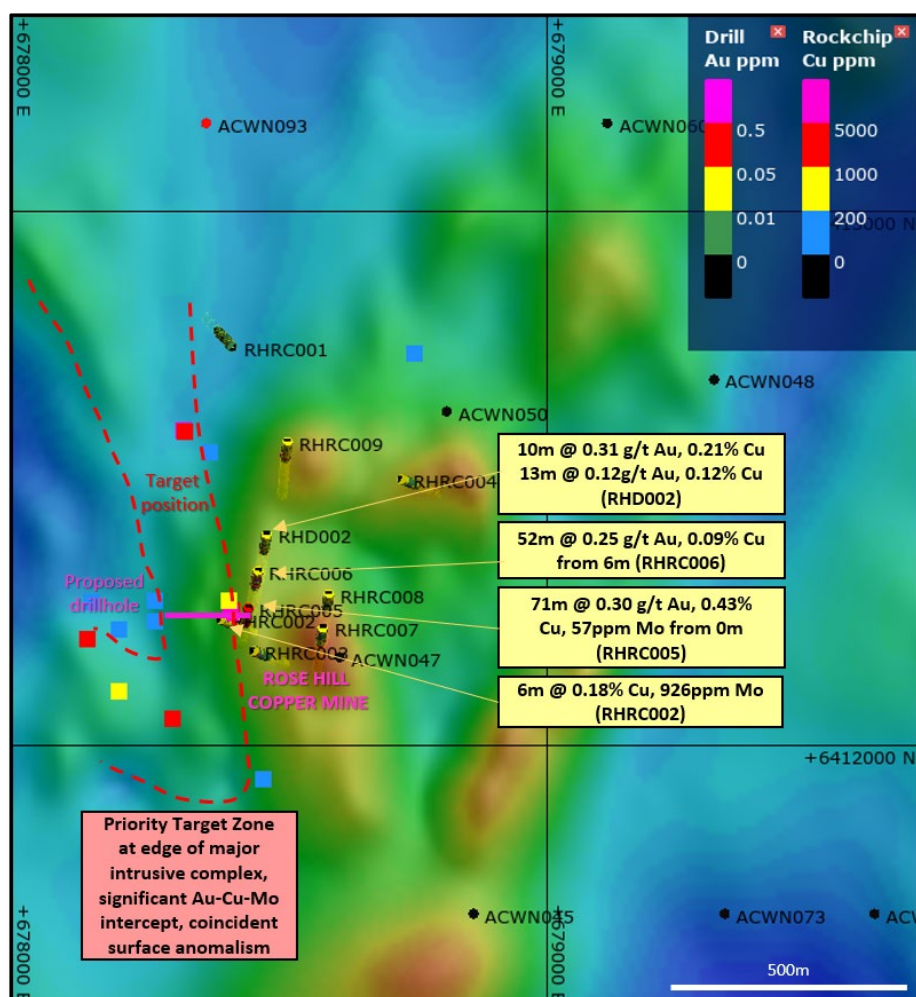 +678000 E
+679000 E
Drill
Au ppm
0.5
0.05
0.01
0
Rockchip
Cu ppm
5000
1000
200
0
ACWN093
ACWN060
RHRC001
ACWN048
ACWN050
RHRC009
RHRC004
Target
position
10m @ 0.31 g/t Au, 0.21% Cu
13m @ 0.12g/t Au, 0.12% Cu
(RHD002)
RHD002
52m @ 0.25 g/t Au, 0.09% Cu
from 6m (RHRC006)
RHRC006
Proposed
drillhole
RHRC008
RHRC005
71m @ 0.30 g/t Au, 0.43%
Cu, 57ppm Mo from 0m
(RHRC005)
RHRC002
RHRC007
RHRC003
ACWN047
ROSE HILL
COPPER MINE
6m @ 0.18% Cu, 926ppm Mo
(RHRC002)
+6412000 N
Priority Target Zone
at edge of major
intrusive complex,
significant Au-Cu-Mo
intercept, coincident
surface anomalism
ACWN045
ACWN073
+678000 E
+679000 E
500m